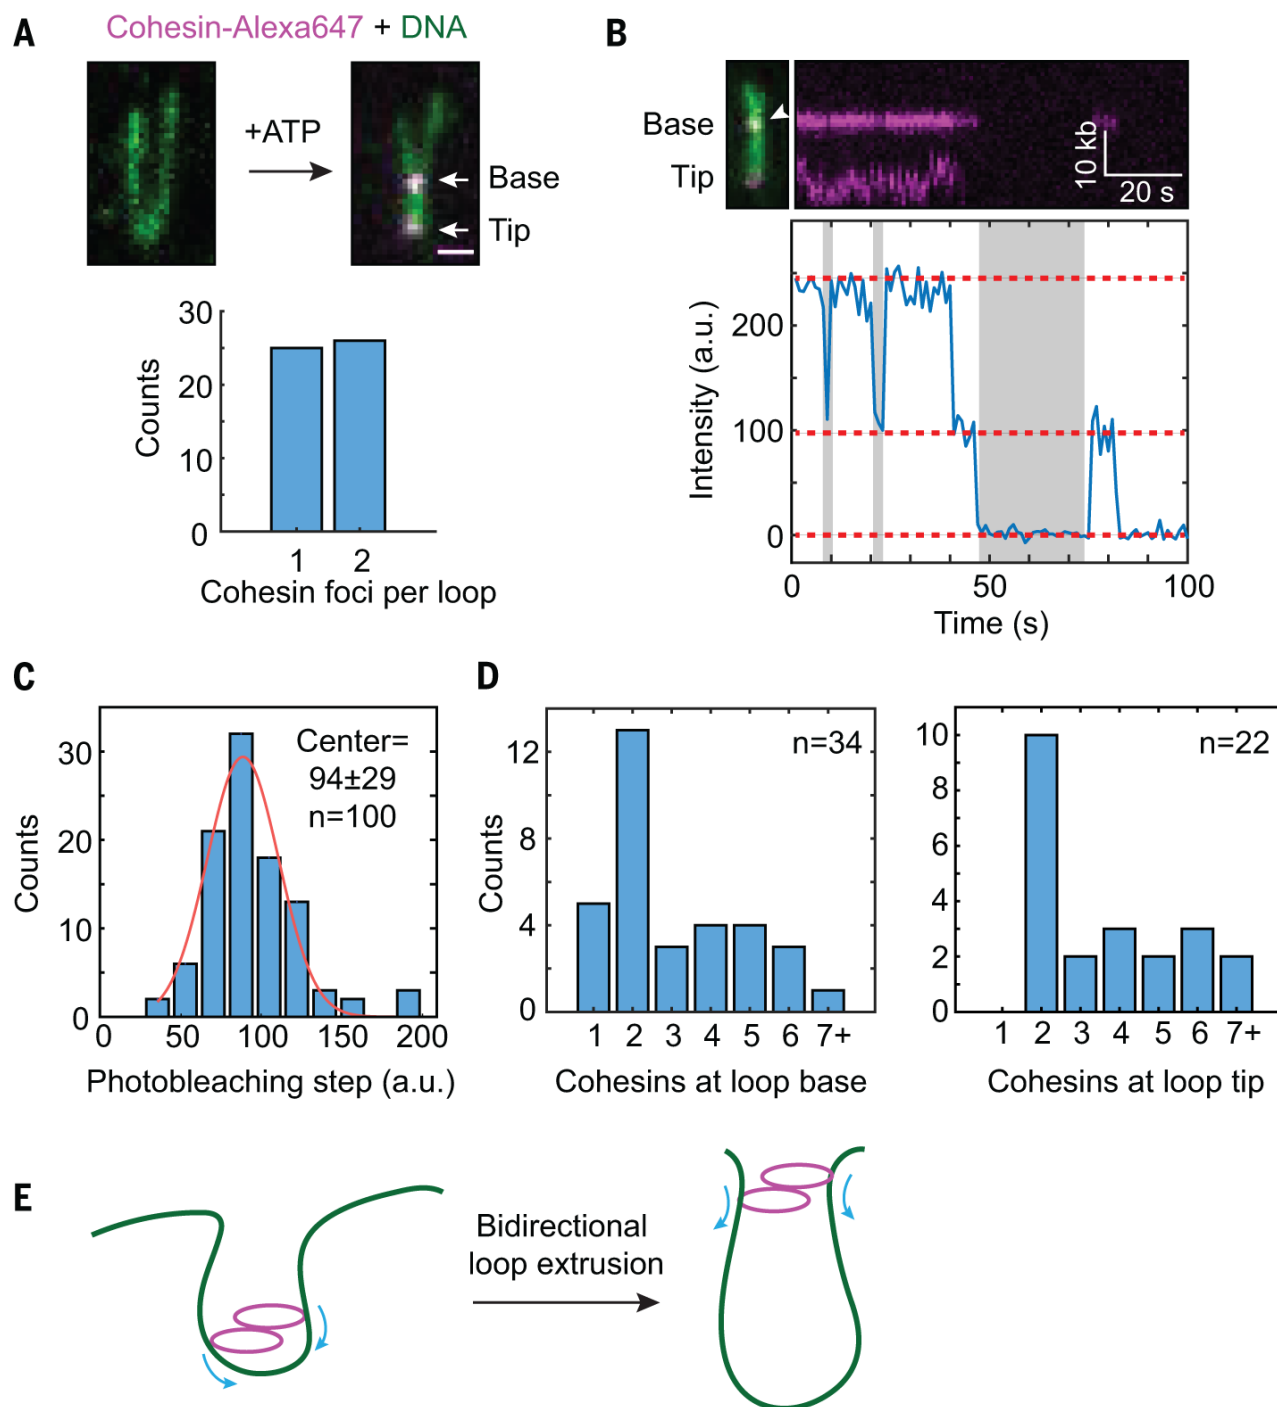 A
Cohesin-Alexa647 + DNA
+ATP
Base
Tip
30
20
10
0
Counts
1 2
Cohesin foci per loop
B
Base
Tip
10 kb
20 s
200
100
0
Intensity (a.u.)
0 50 100
Time (s)
C
Center=
94±29
n=100
30
20
10
0
Counts
50 100 150 200
Photobleaching step (a.u.)
D
n=34
12
8
4
0
Counts
1 2 3 4 5 6 7+
Cohesins at loop base
n=22
10
8
6
4
2
0
1 2 3 4 5 6 7+
Cohesins at loop tip
E
Bidirectional
loop extrusion